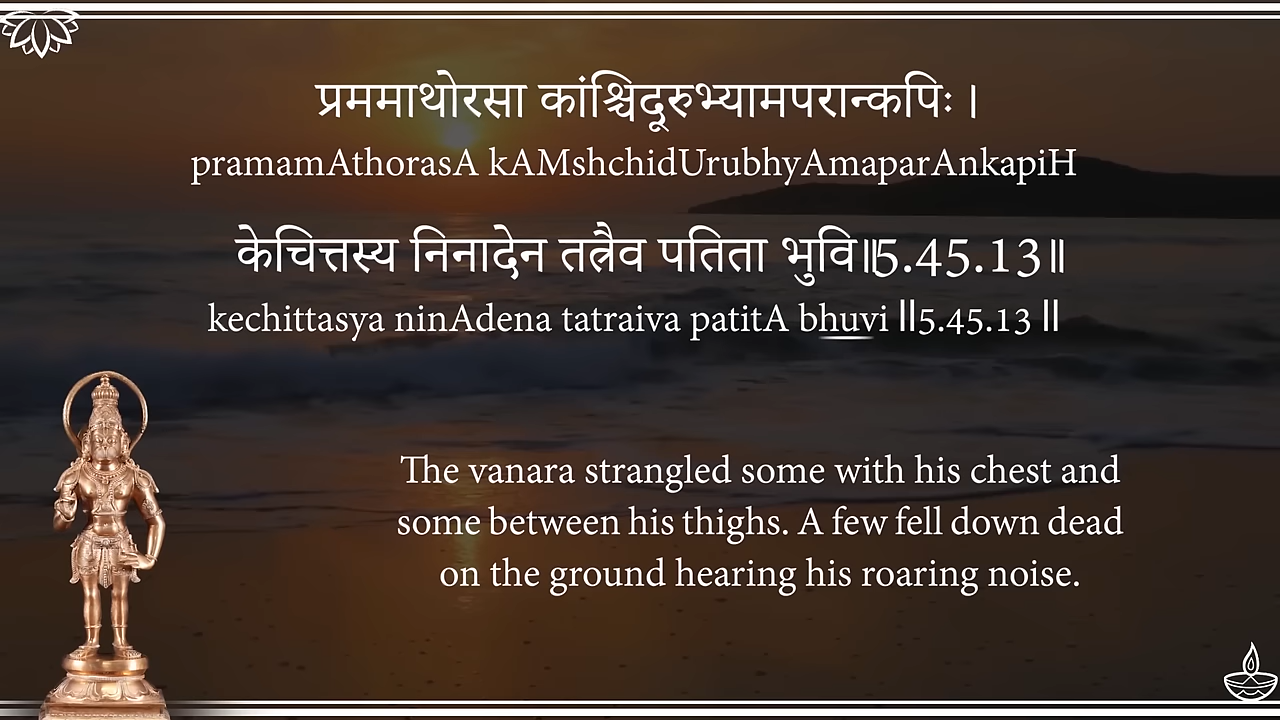 प्रममाथोरसा कांश्चिदूरुभ्यामपरान्कपिः ।
pramamAthorasA kAMshchidUrubhyAmaparAnkapiH
केचित्तस्य निनादेन तत्रैव पतिता भुवि॥5.45.13॥
kechittasya ninAdena tatraiva patitA bhuvi ॥5.45.13 ॥
The vanara strangled some with his chest and
some between his thighs. A few fell down dead
on the ground hearing his roaring noise.